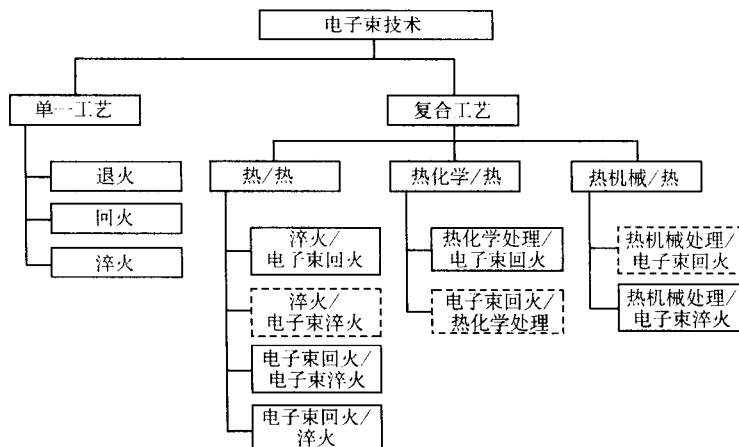 电子束技术
单一工艺
复合工艺
退火
回火
淬火
热/热
热化学/热
热机械/热
淬火/
电子束回火
淬火/
电子束淬火
电子束回火/
电子束淬火
电子束回火/
淬火
热化学处理/
电子束回火
电子束回火/
热化学处理
热机械处理/
电子束回火
热机械处理/
电子束淬火